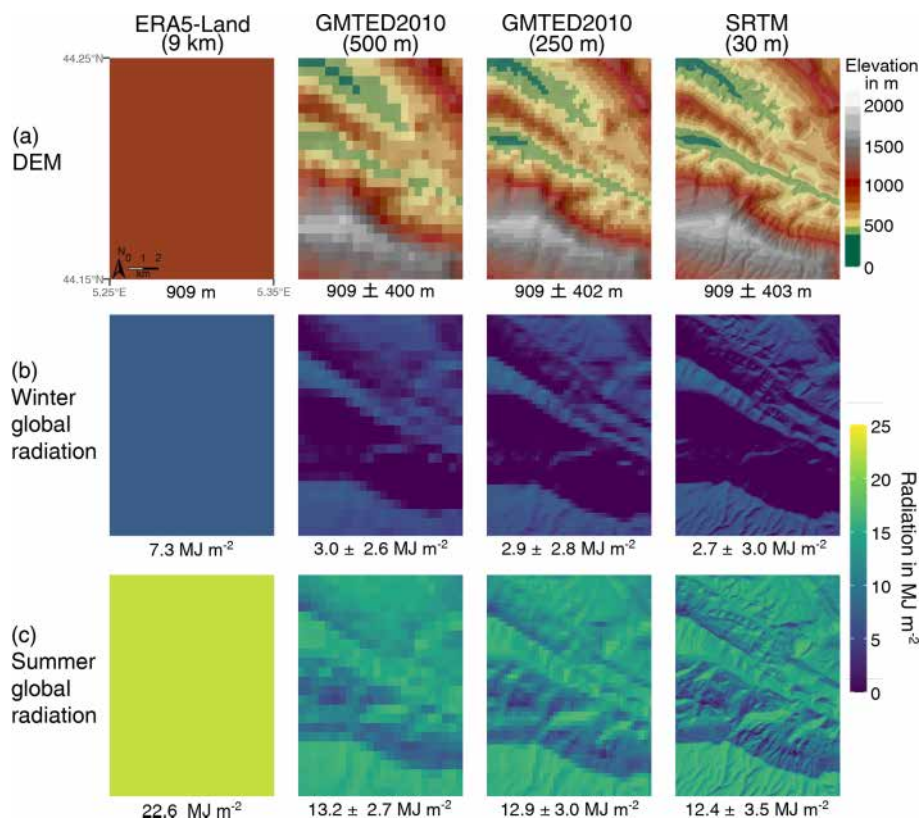 ERA5-Land
(9 km)
GMTED2010
(500 m)
GMTED2010
(250 m)
SRTM
(30 m)
44.25°N
(a)
DEM
Elevation
in m
2000
1500
1000
500
0
N
0 1 2
km
44.15°N
5.25°E
5.35°E
909 m
909 ± 400 m
909 ± 402 m
909 ± 403 m
(b)
Winter
global
radiation
7.3 MJ m-2
3.0 ± 2.6 MJ m-2
2.9 ± 2.8 MJ m-2
2.7 ± 3.0 MJ m-2
25
20
15
10
5
0
Radiation in MJ m-2
(c)
Summer
global
radiation
22.6 MJ m-2
13.2 ± 2.7 MJ m-2
12.9 ± 3.0 MJ m-2
12.4 ± 3.5 MJ m-2